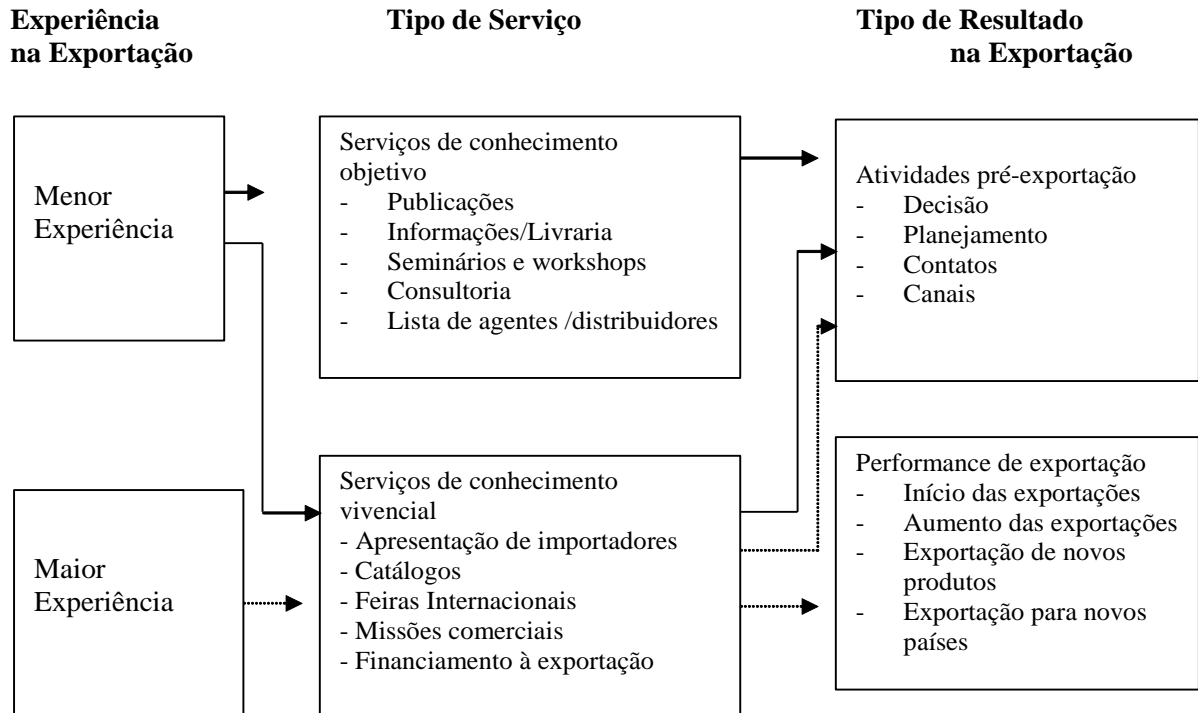 Experiência
na Exportação
Tipo de Serviço
Tipo de Resultado
na Exportação
Menor
Experiência
Serviços de conhecimento
objetivo
- Publicações
- Informações/Livraria
- Seminários e workshops
- Consultoria
- Lista de agentes /distribuidores
Atividades pré-exportação
- Decisão
- Planejamento
- Contatos
- Canais
Maior
Experiência
Serviços de conhecimento
vivencial
- Apresentação de importadores
- Catálogos
- Feiras Internacionais
- Missões comerciais
- Financiamento à exportação
Performance de exportação
- Início das exportações
- Aumento das exportações
- Exportação de novos
produtos
- Exportação para novos
países